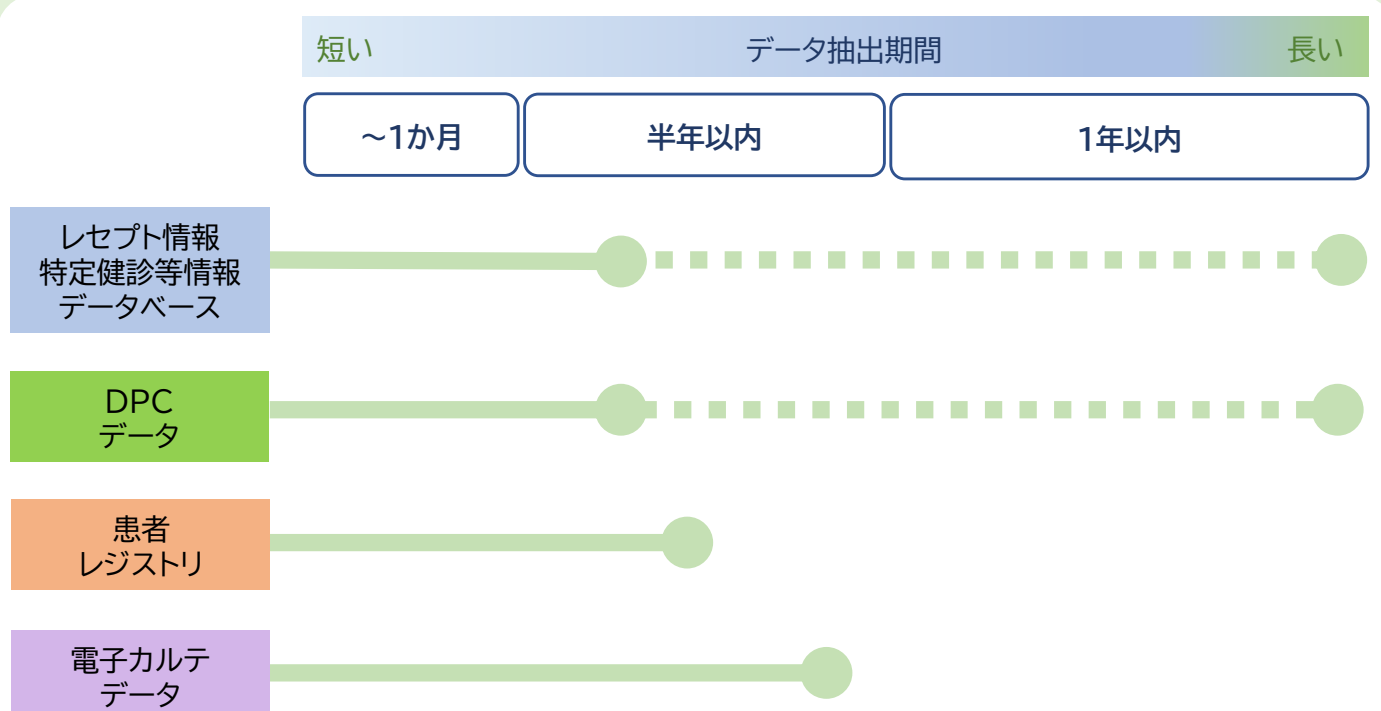 短い データ抽出期間 長い
～1か月 半年以内 1年以内
レセプト情報
特定健診等情報
データベース
DPC
データ
患者
レジストリ
電子カルテ
データ